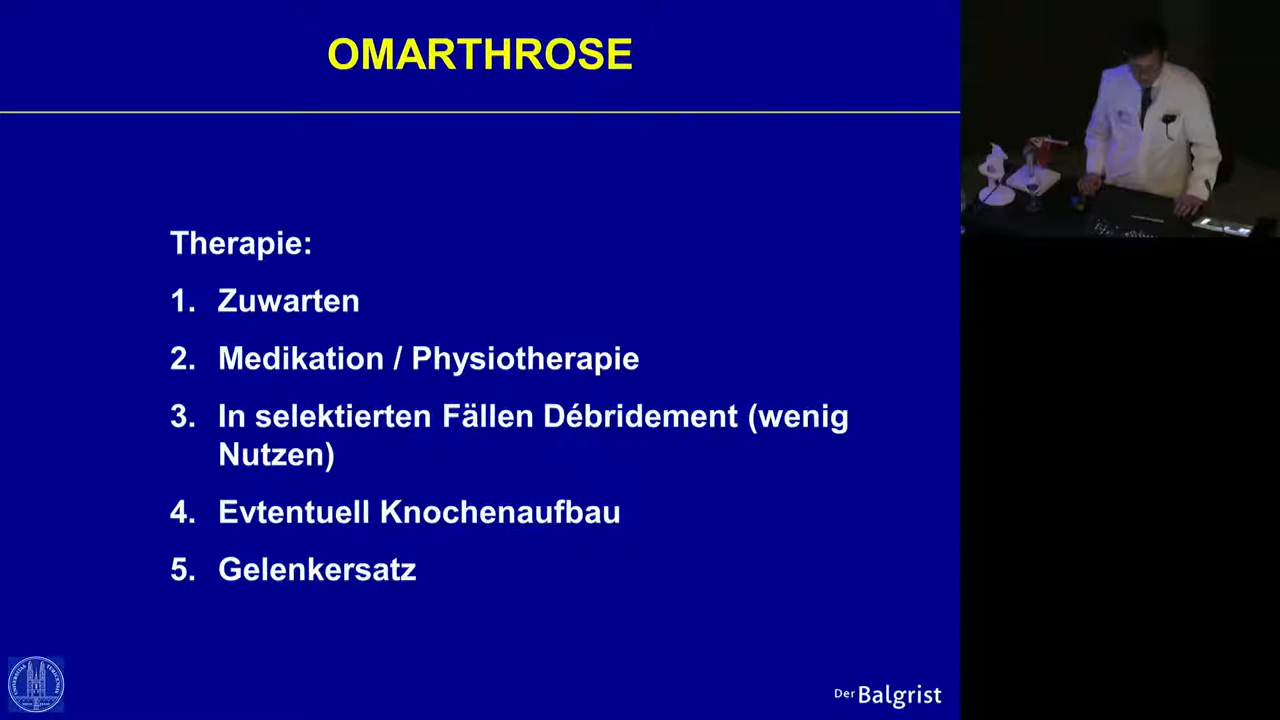 OMARTHROSE
Therapie:
1. Zuwarten
2. Medikation / Physiotherapie
3. In selektierten Fällen Débridement (wenig
Nutzen)
4. Evtentuell Knochenaufbau
5. Gelenkersatz
Der Balgrist